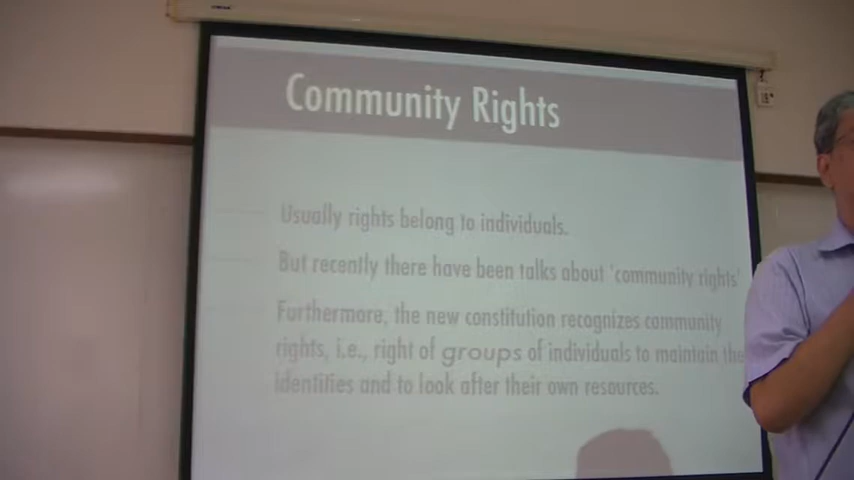 Community Rights
Usually rights belong to individuals.
But recently there have been talks about 'community rights'
Furthermore, the new constitution recognizes community
rights, i.e., right of groups of individuals to maintain the
identities and to look after their own resources.